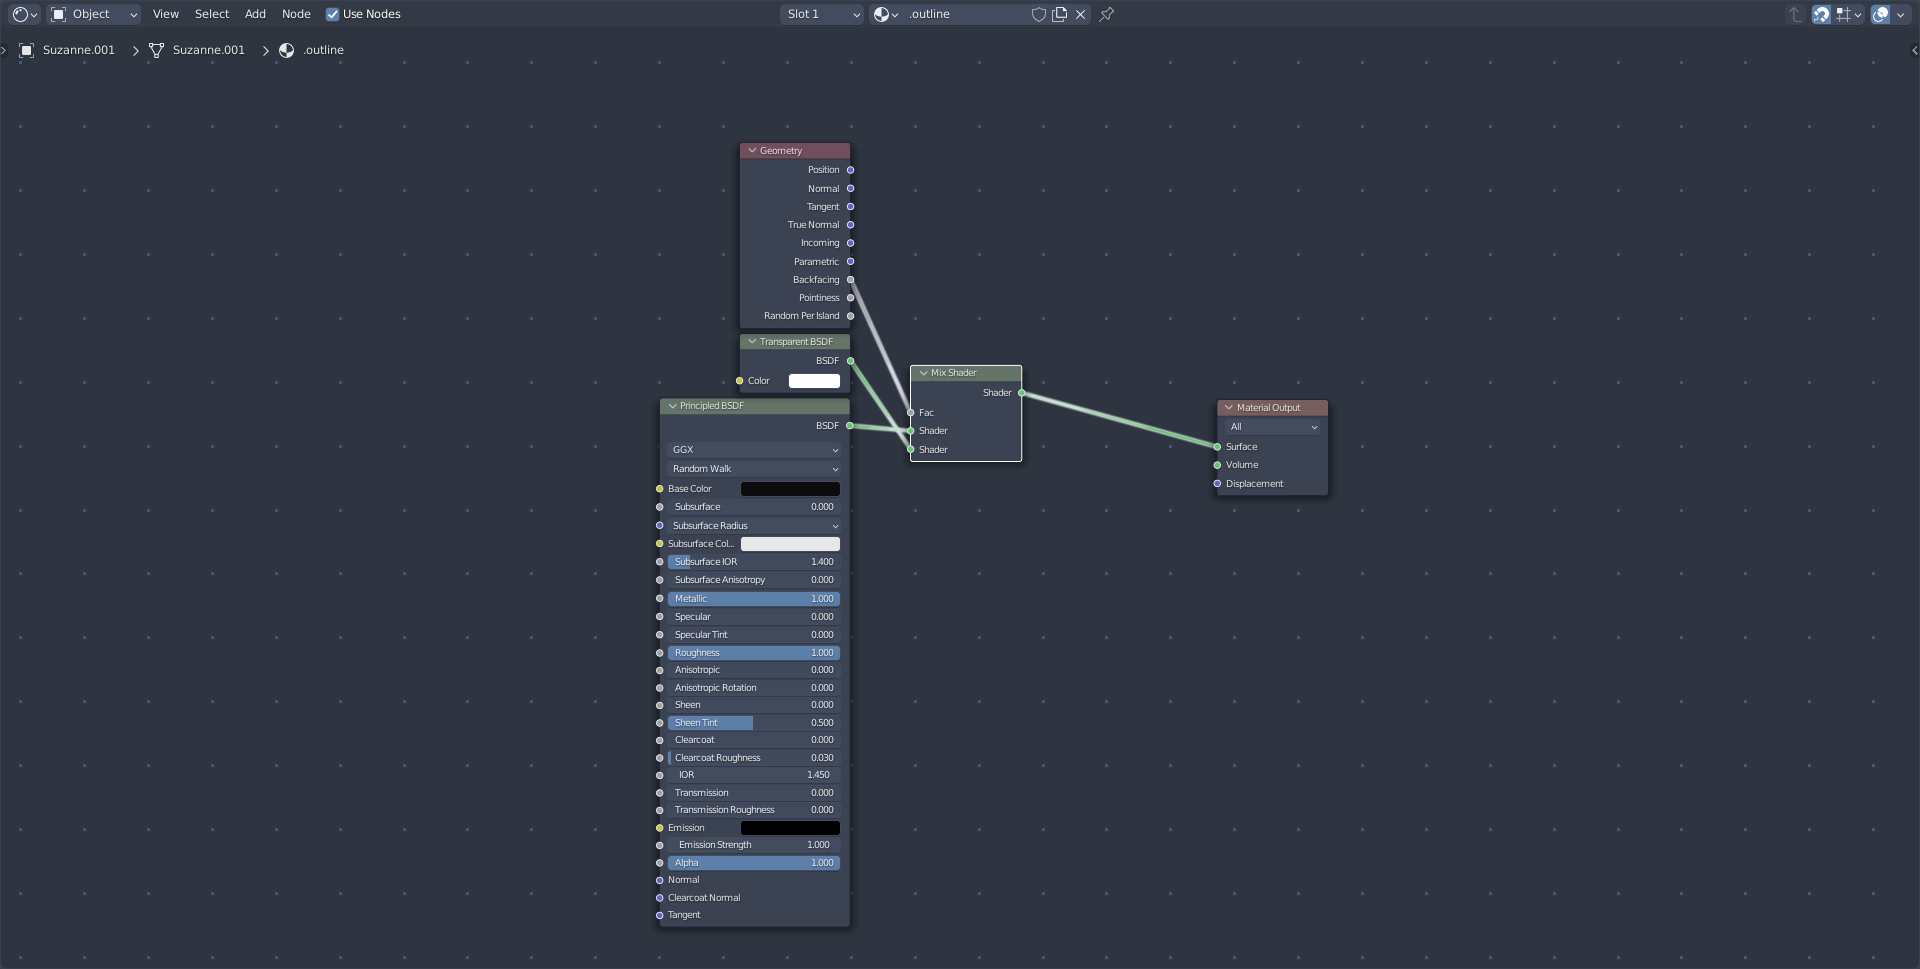 Object View Select Add Node Use Nodes Slot 1 .outline
Suzanne.001 Suzanne.001 .outline
Geometry
Position
Normal
Tangent
True Normal
Incoming
Parametric
Backfacing
Pointiness
Random Per Island
Transparent BSDF
BSDF
Color
Principled BSDF
BSDF
GGX
Random Walk
Base Color
Subsurface 0.000
Subsurface Radius
Subsurface Col...
Subsurface IOR 1.400
Subsurface Anisotropy 0.000
Metallic 1.000
Specular 0.000
Specular Tint 0.000
Roughness 1.000
Anisotropic 0.000
Anisotropic Rotation 0.000
Sheen 0.000
Sheen Tint 0.500
Clearcoat 0.000
Clearcoat Roughness 0.030
IOR 1.450
Transmission 0.000
Transmission Roughness 0.000
Emission
Emission Strength 1.000
Alpha 1.000
Normal
Clearcoat Normal
Tangent
Mix Shader
Shader
Fac
Shader
Shader
Material Output
All
Surface
Volume
Displacement